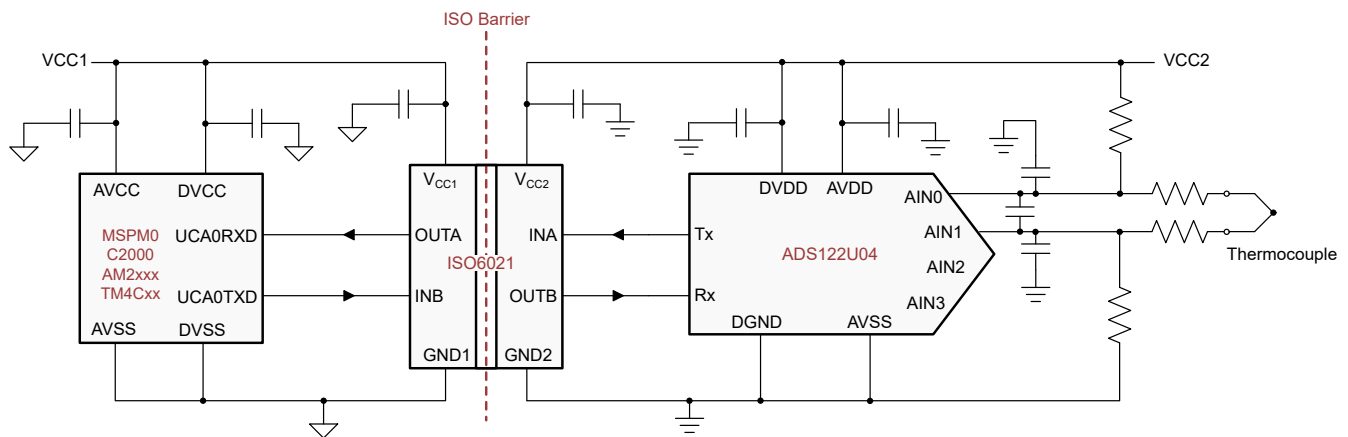 ISO Barrier
VCC1
VCC2
AVCC
DVCC
MSPM0
C2000
AM2xxx
TM4Cxx
UCA0RXD
UCA0TXD
AVSS
DVSS
VCC1
VCC2
OUTA
INA
ISO6021
INB
OUTB
GND1
GND2
DVDD
AVDD
Tx
Rx
ADS122U04
AIN0
AIN1
AIN2
AIN3
DGND
AVSS
Thermocouple